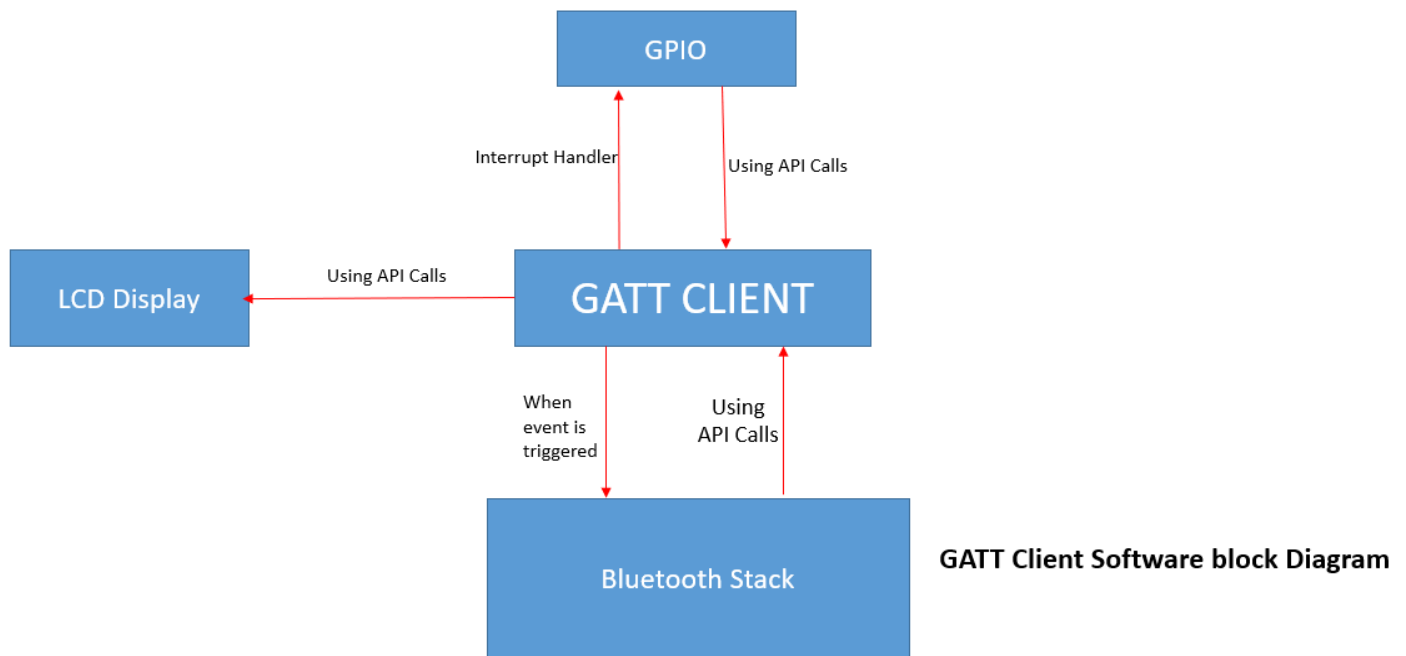 GPIO
Interrupt Handler
Using API Calls
Using API Calls
LCD Display
GATT CLIENT
When
event is
triggered
Using
API Calls
Bluetooth Stack
GATT Client Software block Diagram